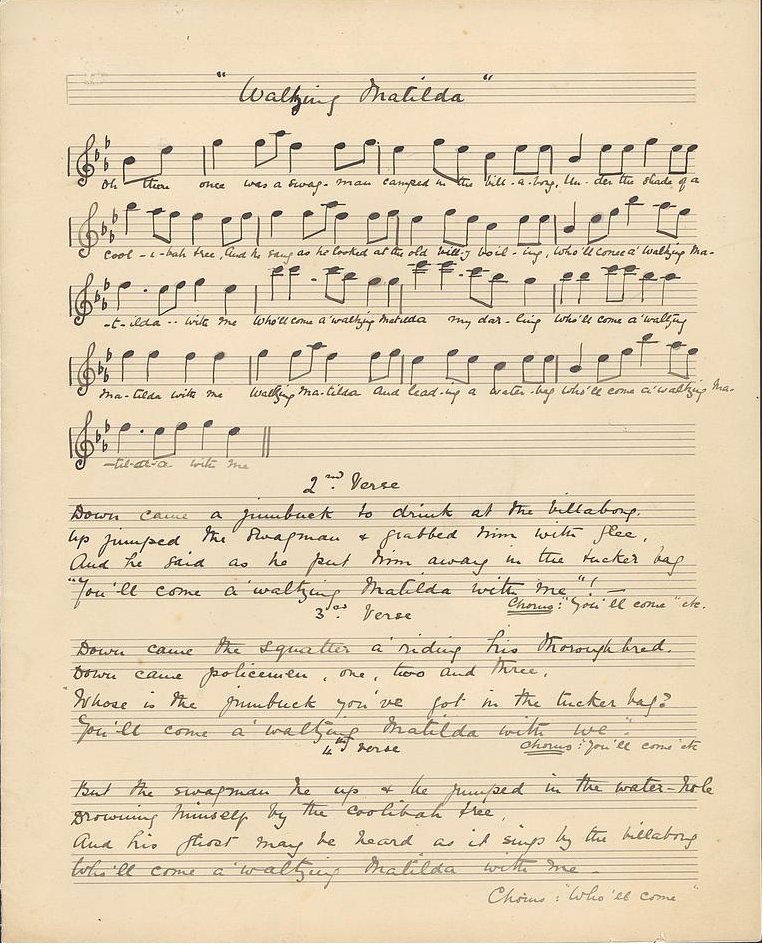 "Waltzing Matilda"
Oh there once was a swag-man camped in the bill-a-bong, Un-der the shade of a
cool-i-bah tree, And he sang as he looked at the old bill-y boil-ing, Who'll come a' waltzing Ma-
-t-ilda-- with me Who'll come a' waltzing Matilda my dar-ling Who'll come a' waltzing
Ma-tilda with me Waltzing Ma-tilda and lead-ing a water-bag Who'll come a' waltzing Ma-
-til-d-a with me
2nd. Verse
Down came a jumbuck to drink at the billabong.
Up jumped the swagman & grabbed him with glee,
And he said as he put him away in the tucker bag
"You'll come a' waltzing Matilda with me"! —
Chorus: "You'll come" etc.
3rd. Verse
Down came the squatter a' riding his thoroughbred.
Down came policemen, one, two and three.
"Whose is the jumbuck you've got in the tucker bag?
You'll come a' waltzing Matilda with we".
Chorus: "You'll come etc
4th verse
But the swagman he up & he jumped in the water-hole
Drowning himself by the coolibah tree,
And his ghost may be heard as it sings by the billabong
Who'll come a' waltzing Matilda with me.
Chorus: "Who'll come"